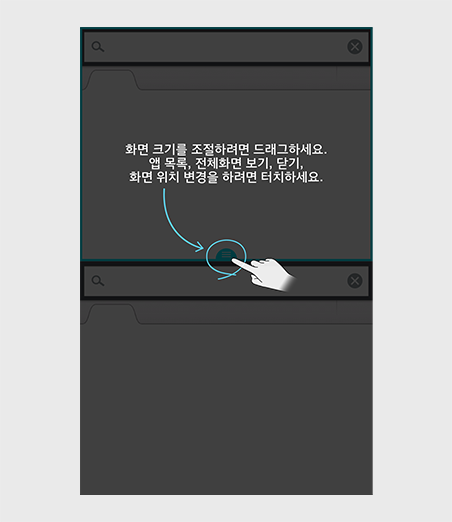 화면 크기를 조절하려면 드래그하세요.
앱 목록, 전체화면 보기, 닫기,
화면 위치 변경을 하려면 터치하세요.